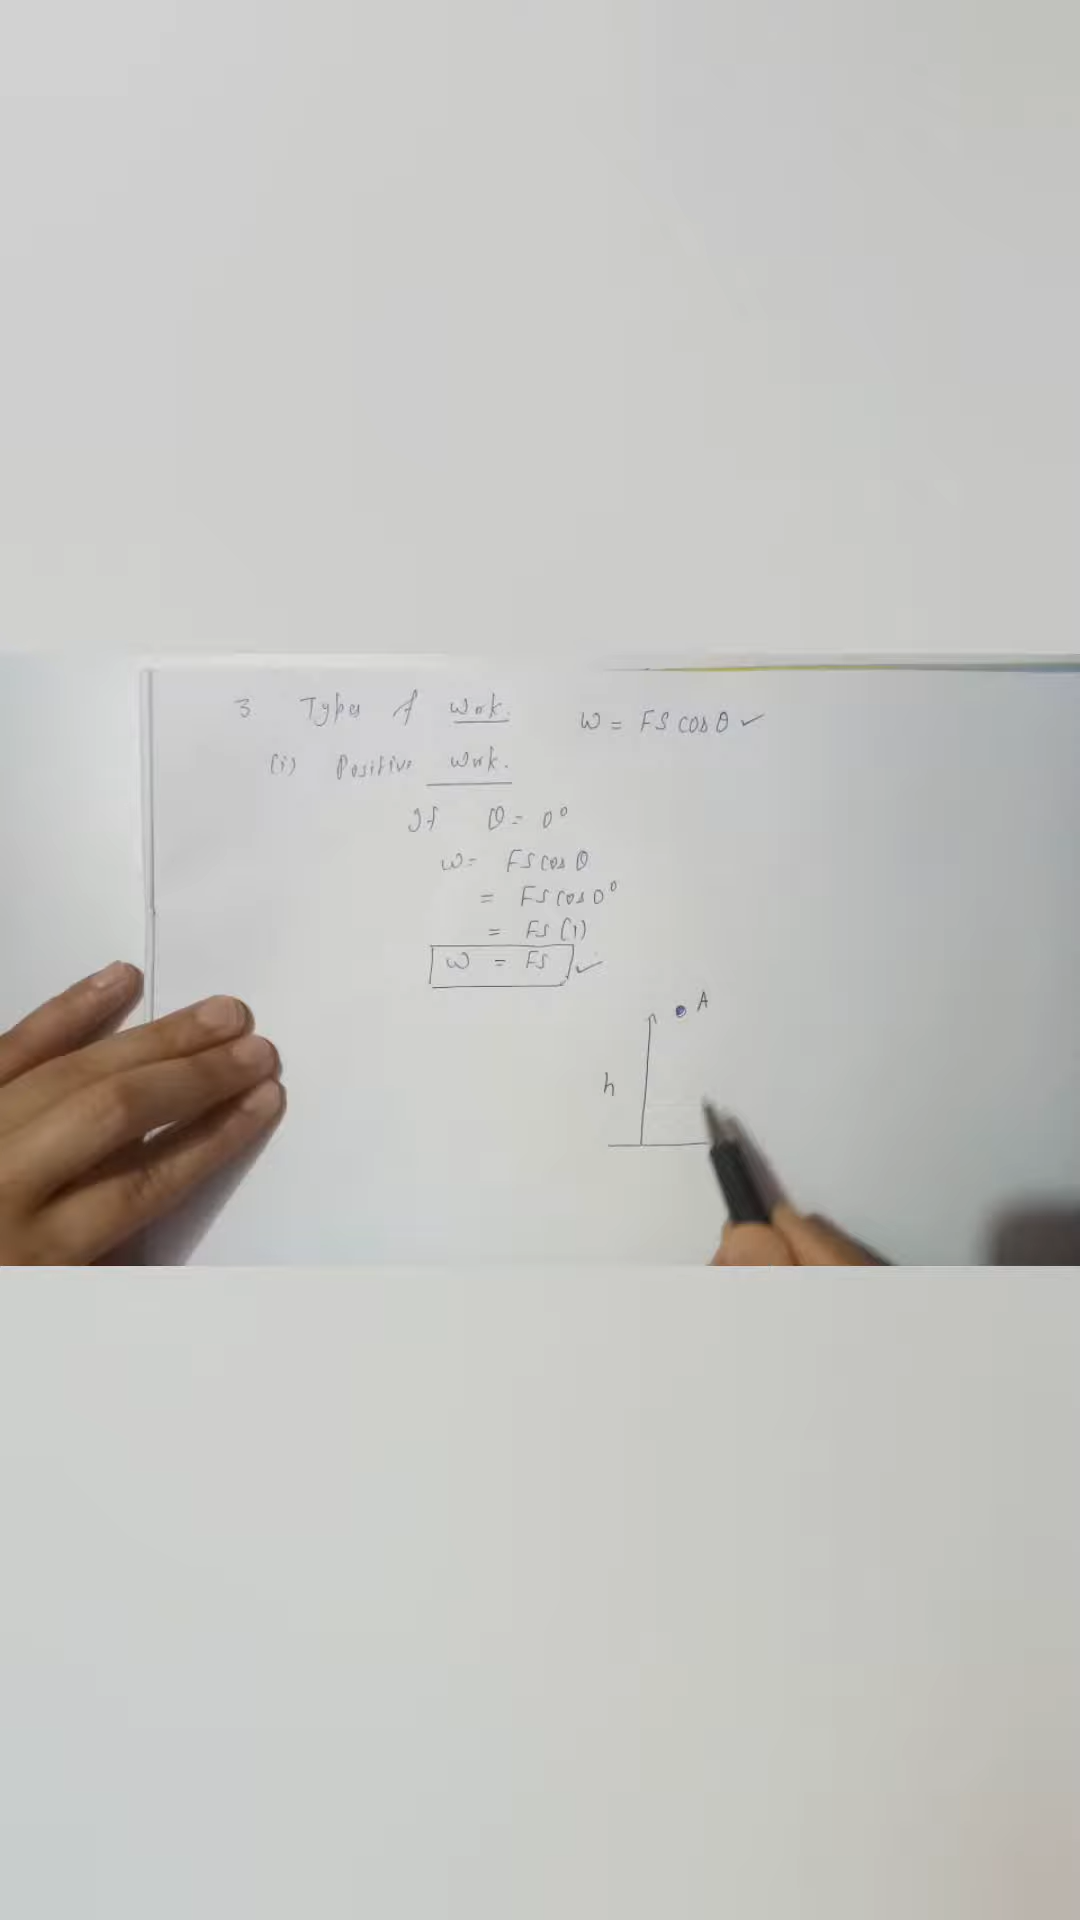 3 Types of Work.
W = FS cos θ ✓
(i) Positive Work.
If θ = 0°
W = FS cos θ
= FS cos 0°
= FS (1)
W = FS ✓
A
h